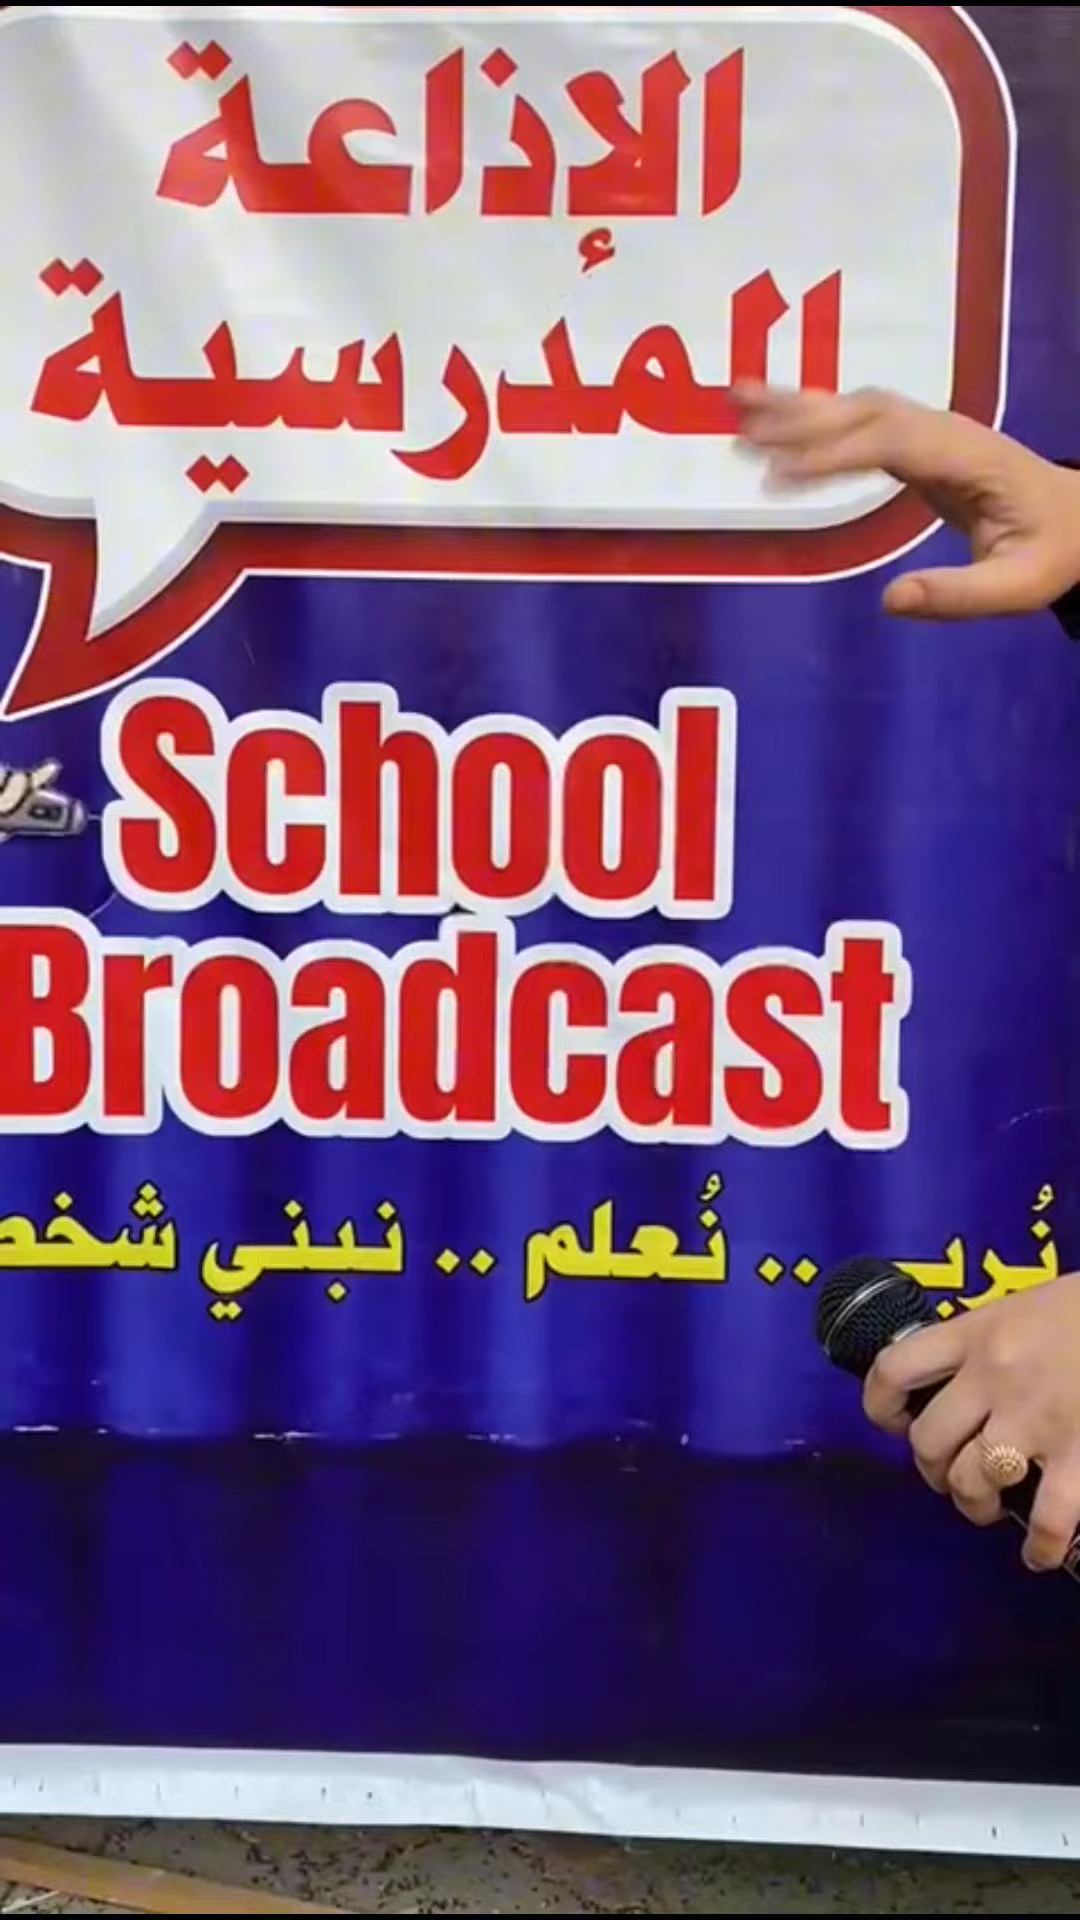 الإذاعة
المدرسية
School
Broadcast
.. نُعلم .. نبني